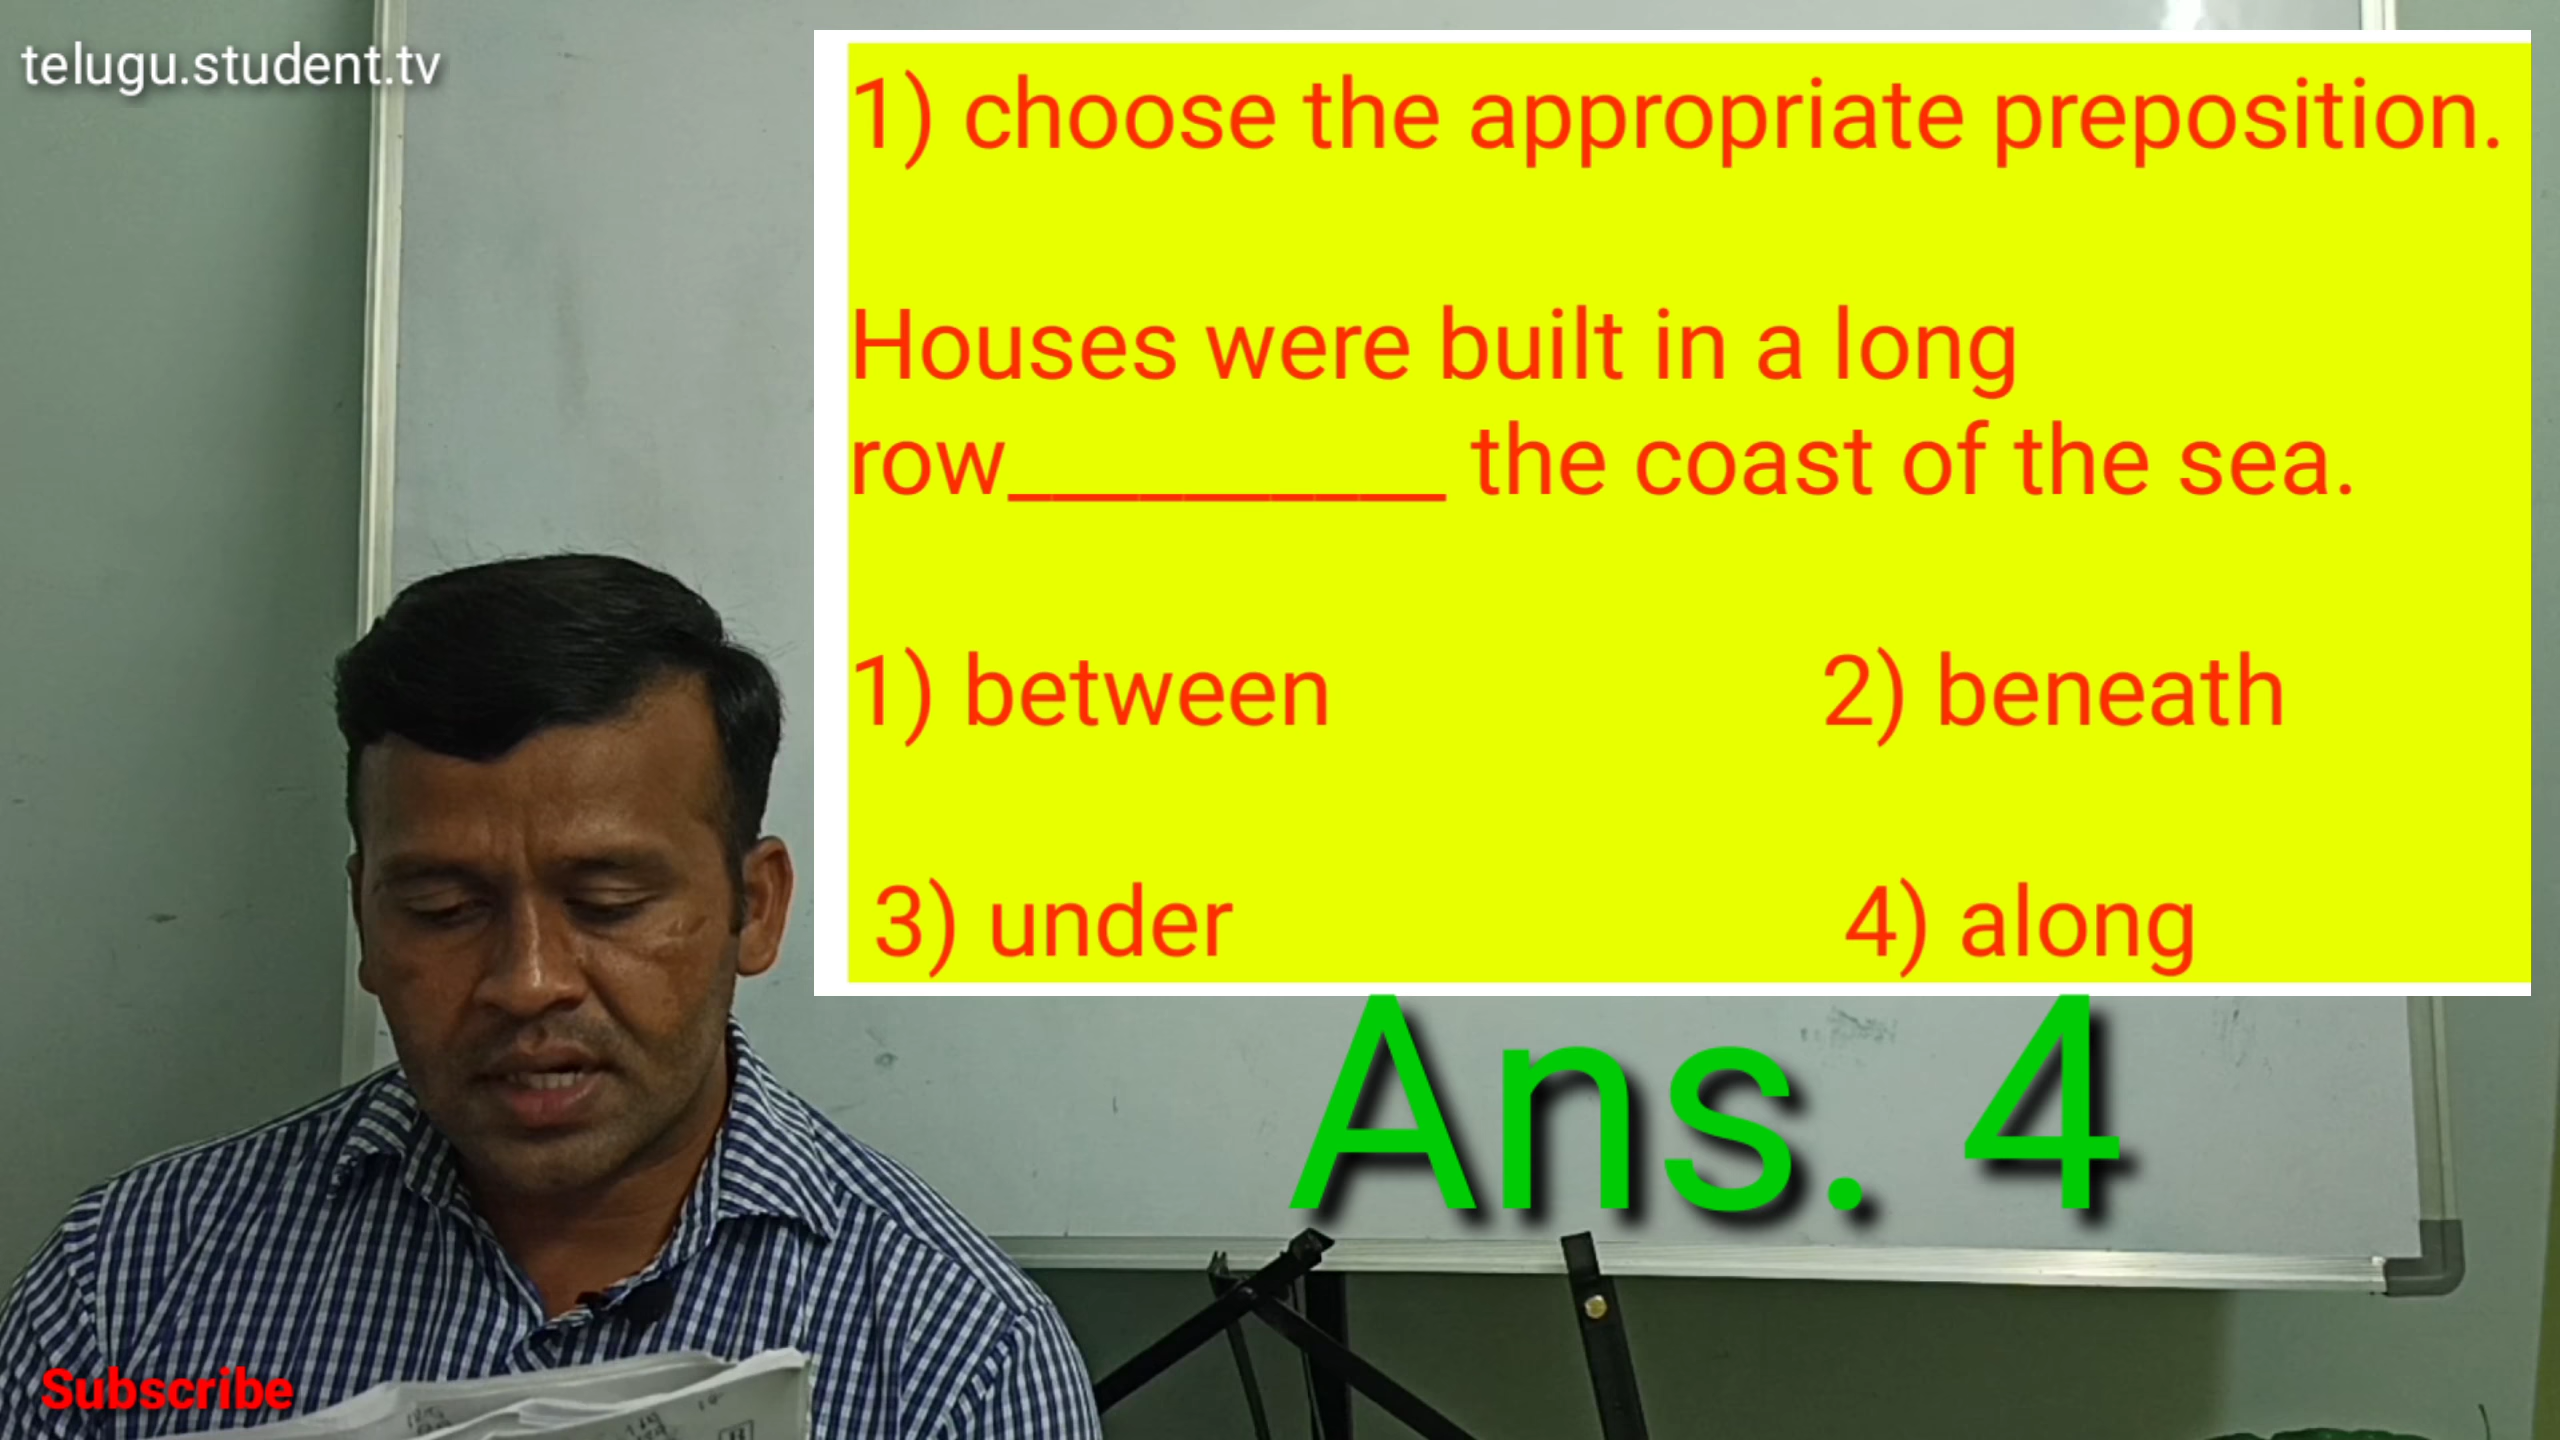 telugu.student.tv
1) choose the appropriate preposition.
Houses were built in a long
row__________ the coast of the sea.
1) between 2) beneath
3) under 4) along
Ans. 4
Subscribe